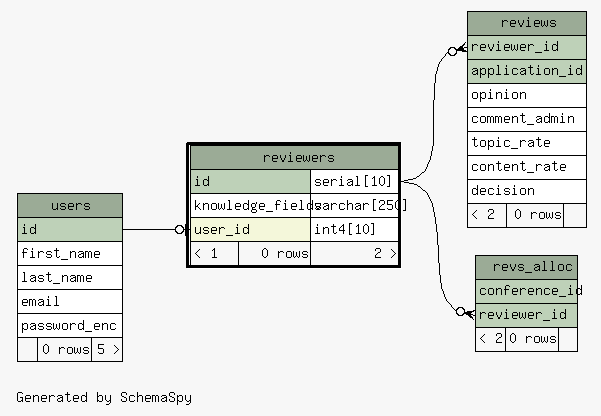 users
id
first_name
last_name
email
password_enc
0 rows 5 >
reviewers
id serial[10]
knowledge_fields varchar[250]
user_id int4[10]
< 1 0 rows 2 >
reviews
reviewer_id
application_id
opinion
comment_admin
topic_rate
content_rate
decision
< 2 0 rows
revs_alloc
conference_id
reviewer_id
< 2 0 rows
Generated by SchemaSpy